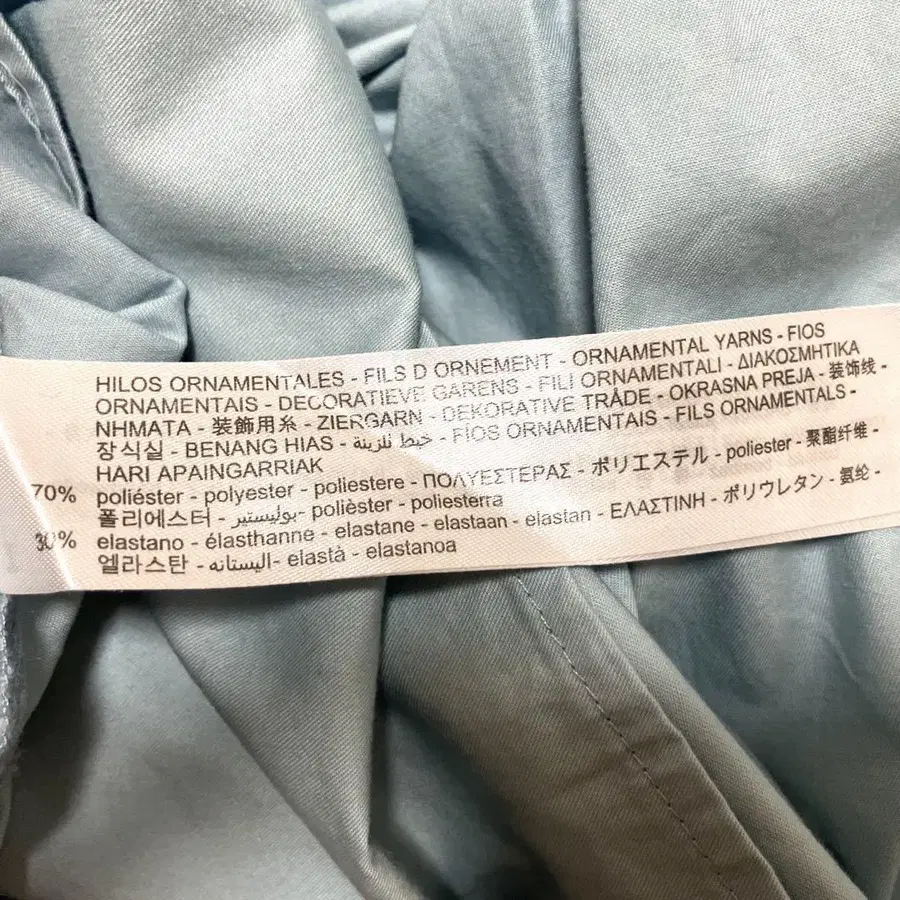 HILOS ORNAMENTALES - FILS D ORNEMENT - ORNAMENTAL YARNS - FIOS
ORNAMENTAIS - DECORATIEVE GARENS - FILI ORNAMENTALI - ΔΙΑΚΟΣΜΗΤΙΚΑ
ΝΗΜΑΤΑ - 装飾用糸 - ZIERGARN - DEKORATIVE TRÅDE - OKRASNA PREJA - 装饰线 -
장식실 - BENANG HIAS - خيط للزينة - FÍOS ORNAMENTAIS - FILS ORNAMENTALS -
HARI APAINGARRIAK
70% poliéster - polyester - poliestere - ΠΟΛΥΕΣΤΕΡΑΣ - ポリエステル - poliester - 聚酯纤维 -
폴리에스터 - بوليستير - polièster - poliesterra
30% elastano - élasthanne - elastane - elastaan - elastan - ΕΛΑΣΤΙΝΗ - ポリウレタン - 氨纶 -
엘라스탄 - اليستانه - elastà - elastanoa